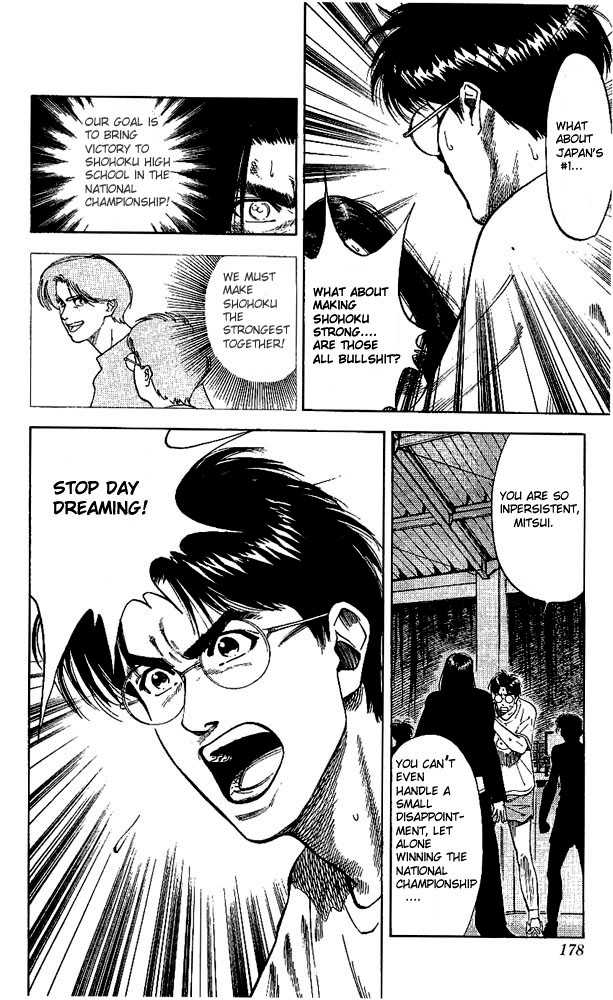 WHAT
ABOUT
JAPAN'S
#1...
WHAT ABOUT
MAKING
SHOHOKU
STRONG....
ARE THOSE
ALL BULLSHIT?
OUR GOAL IS
TO BRING
VICTORY TO
SHOHOKU HIGH
SCHOOL IN THE
NATIONAL
CHAMPIONSHIP!
WE MUST
MAKE
SHOHOKU
THE
STRONGEST
TOGETHER!
YOU ARE SO
INPERSISTENT,
MITSUI.
YOU CAN'T
EVEN
HANDLE A
SMALL
DISAPPOINT-
MENT, LET
ALONE
WINNING THE
NATIONAL
CHAMPIONSHIP
....
STOP DAY
DREAMING!
178